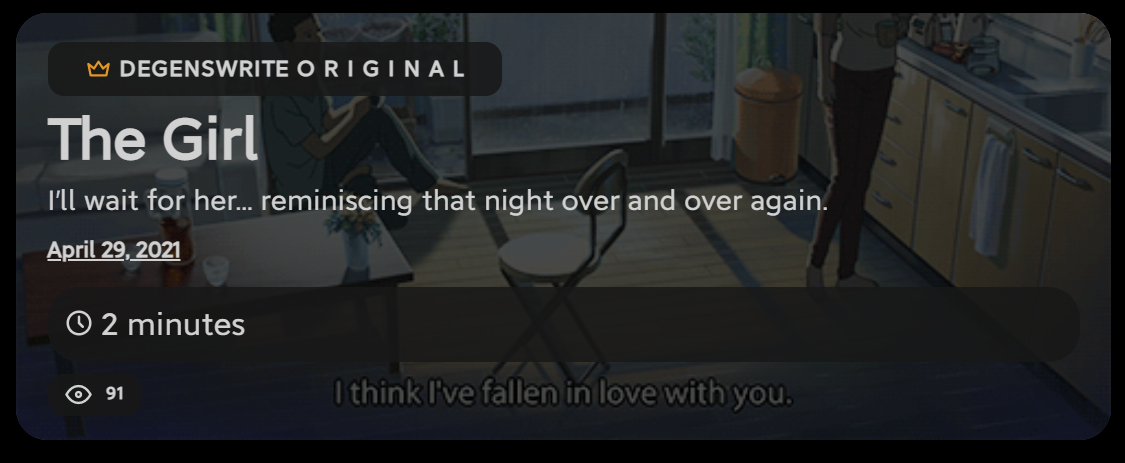 DEGENSWRITE ORIGINAL
The Girl
I'll wait for her... reminiscing that night over and over again.
April 29, 2021
2 minutes
91
I think I've fallen in love with you.